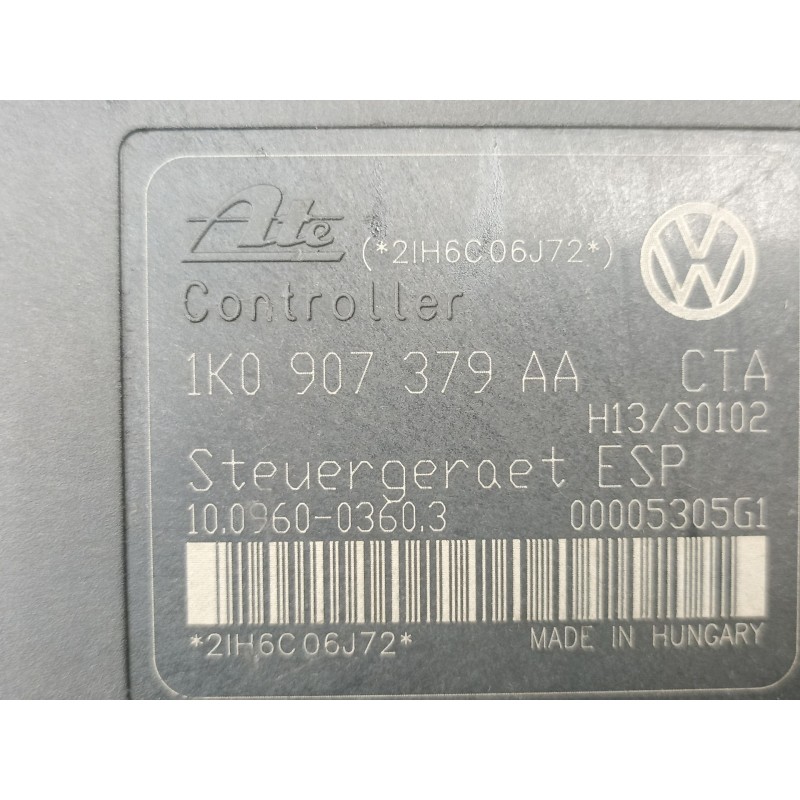 Ate (*2IH6C06J72*)
Controller
1K0 907 379 AA CTA
H13/S0102
Steuergeraet ESP
10.0960-0360.3 00005305G1
*2IH6C06J72* MADE IN HUNGARY